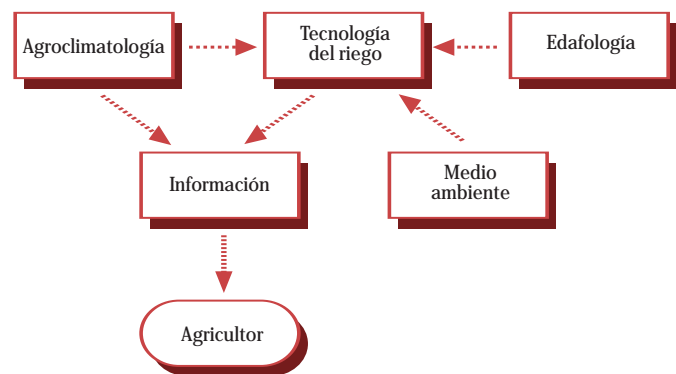 Agroclimatología
Tecnología
del riego
Edafología
Información
Medio
ambiente
Agricultor